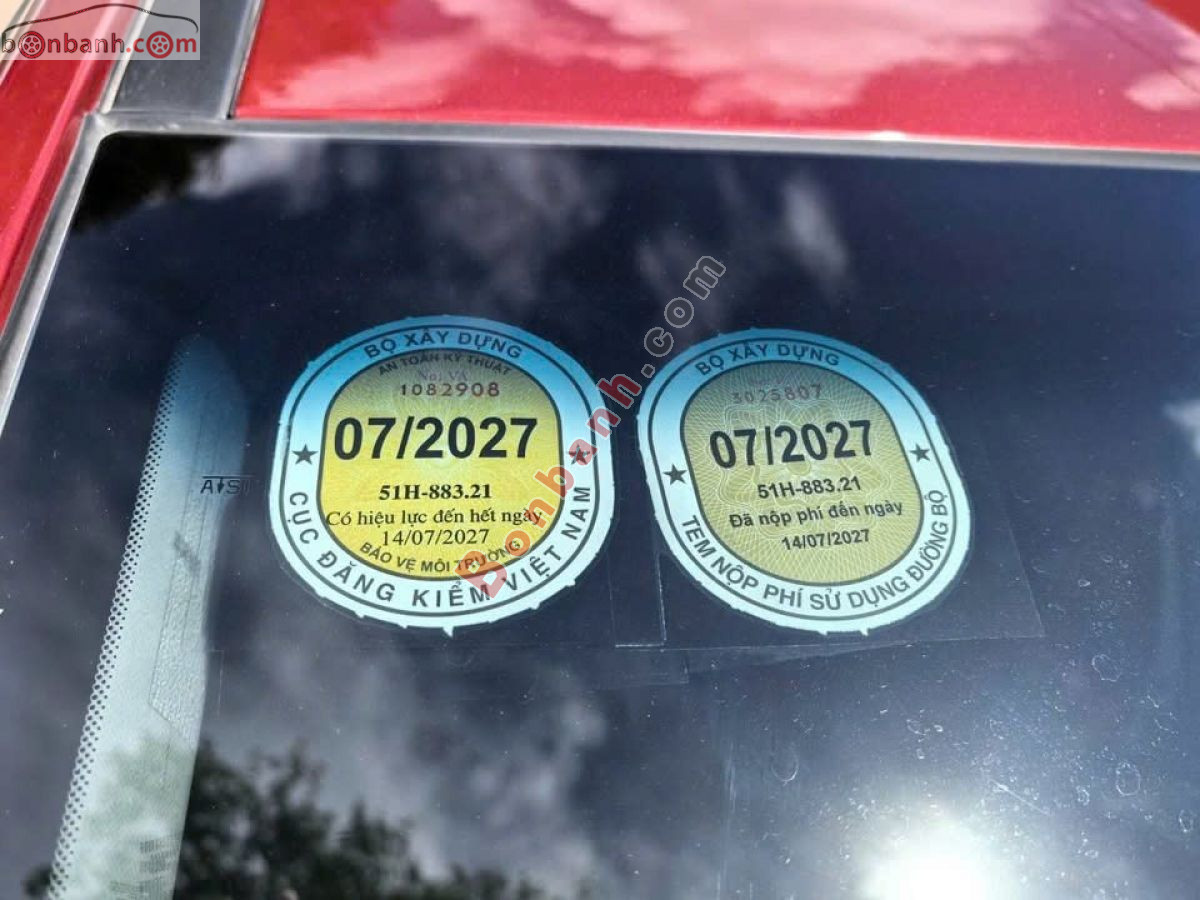 bonbanh.com
BỘ XÂY DỰNG
AN TOÀN KỸ THUẬT
No: VA
1082908
07/2027
51H-883.21
Có hiệu lực đến hết ngày
14/07/2027
BẢO VỆ MÔI TRƯỜNG
CỤC ĐĂNG KIỂM VIỆT NAM
BỘ XÂY DỰNG
3025807
07/2027
51H-883.21
Đã nộp phí đến ngày
14/07/2027
TEM NỘP PHÍ SỬ DỤNG ĐƯỜNG BỘ
Bonbanh.com